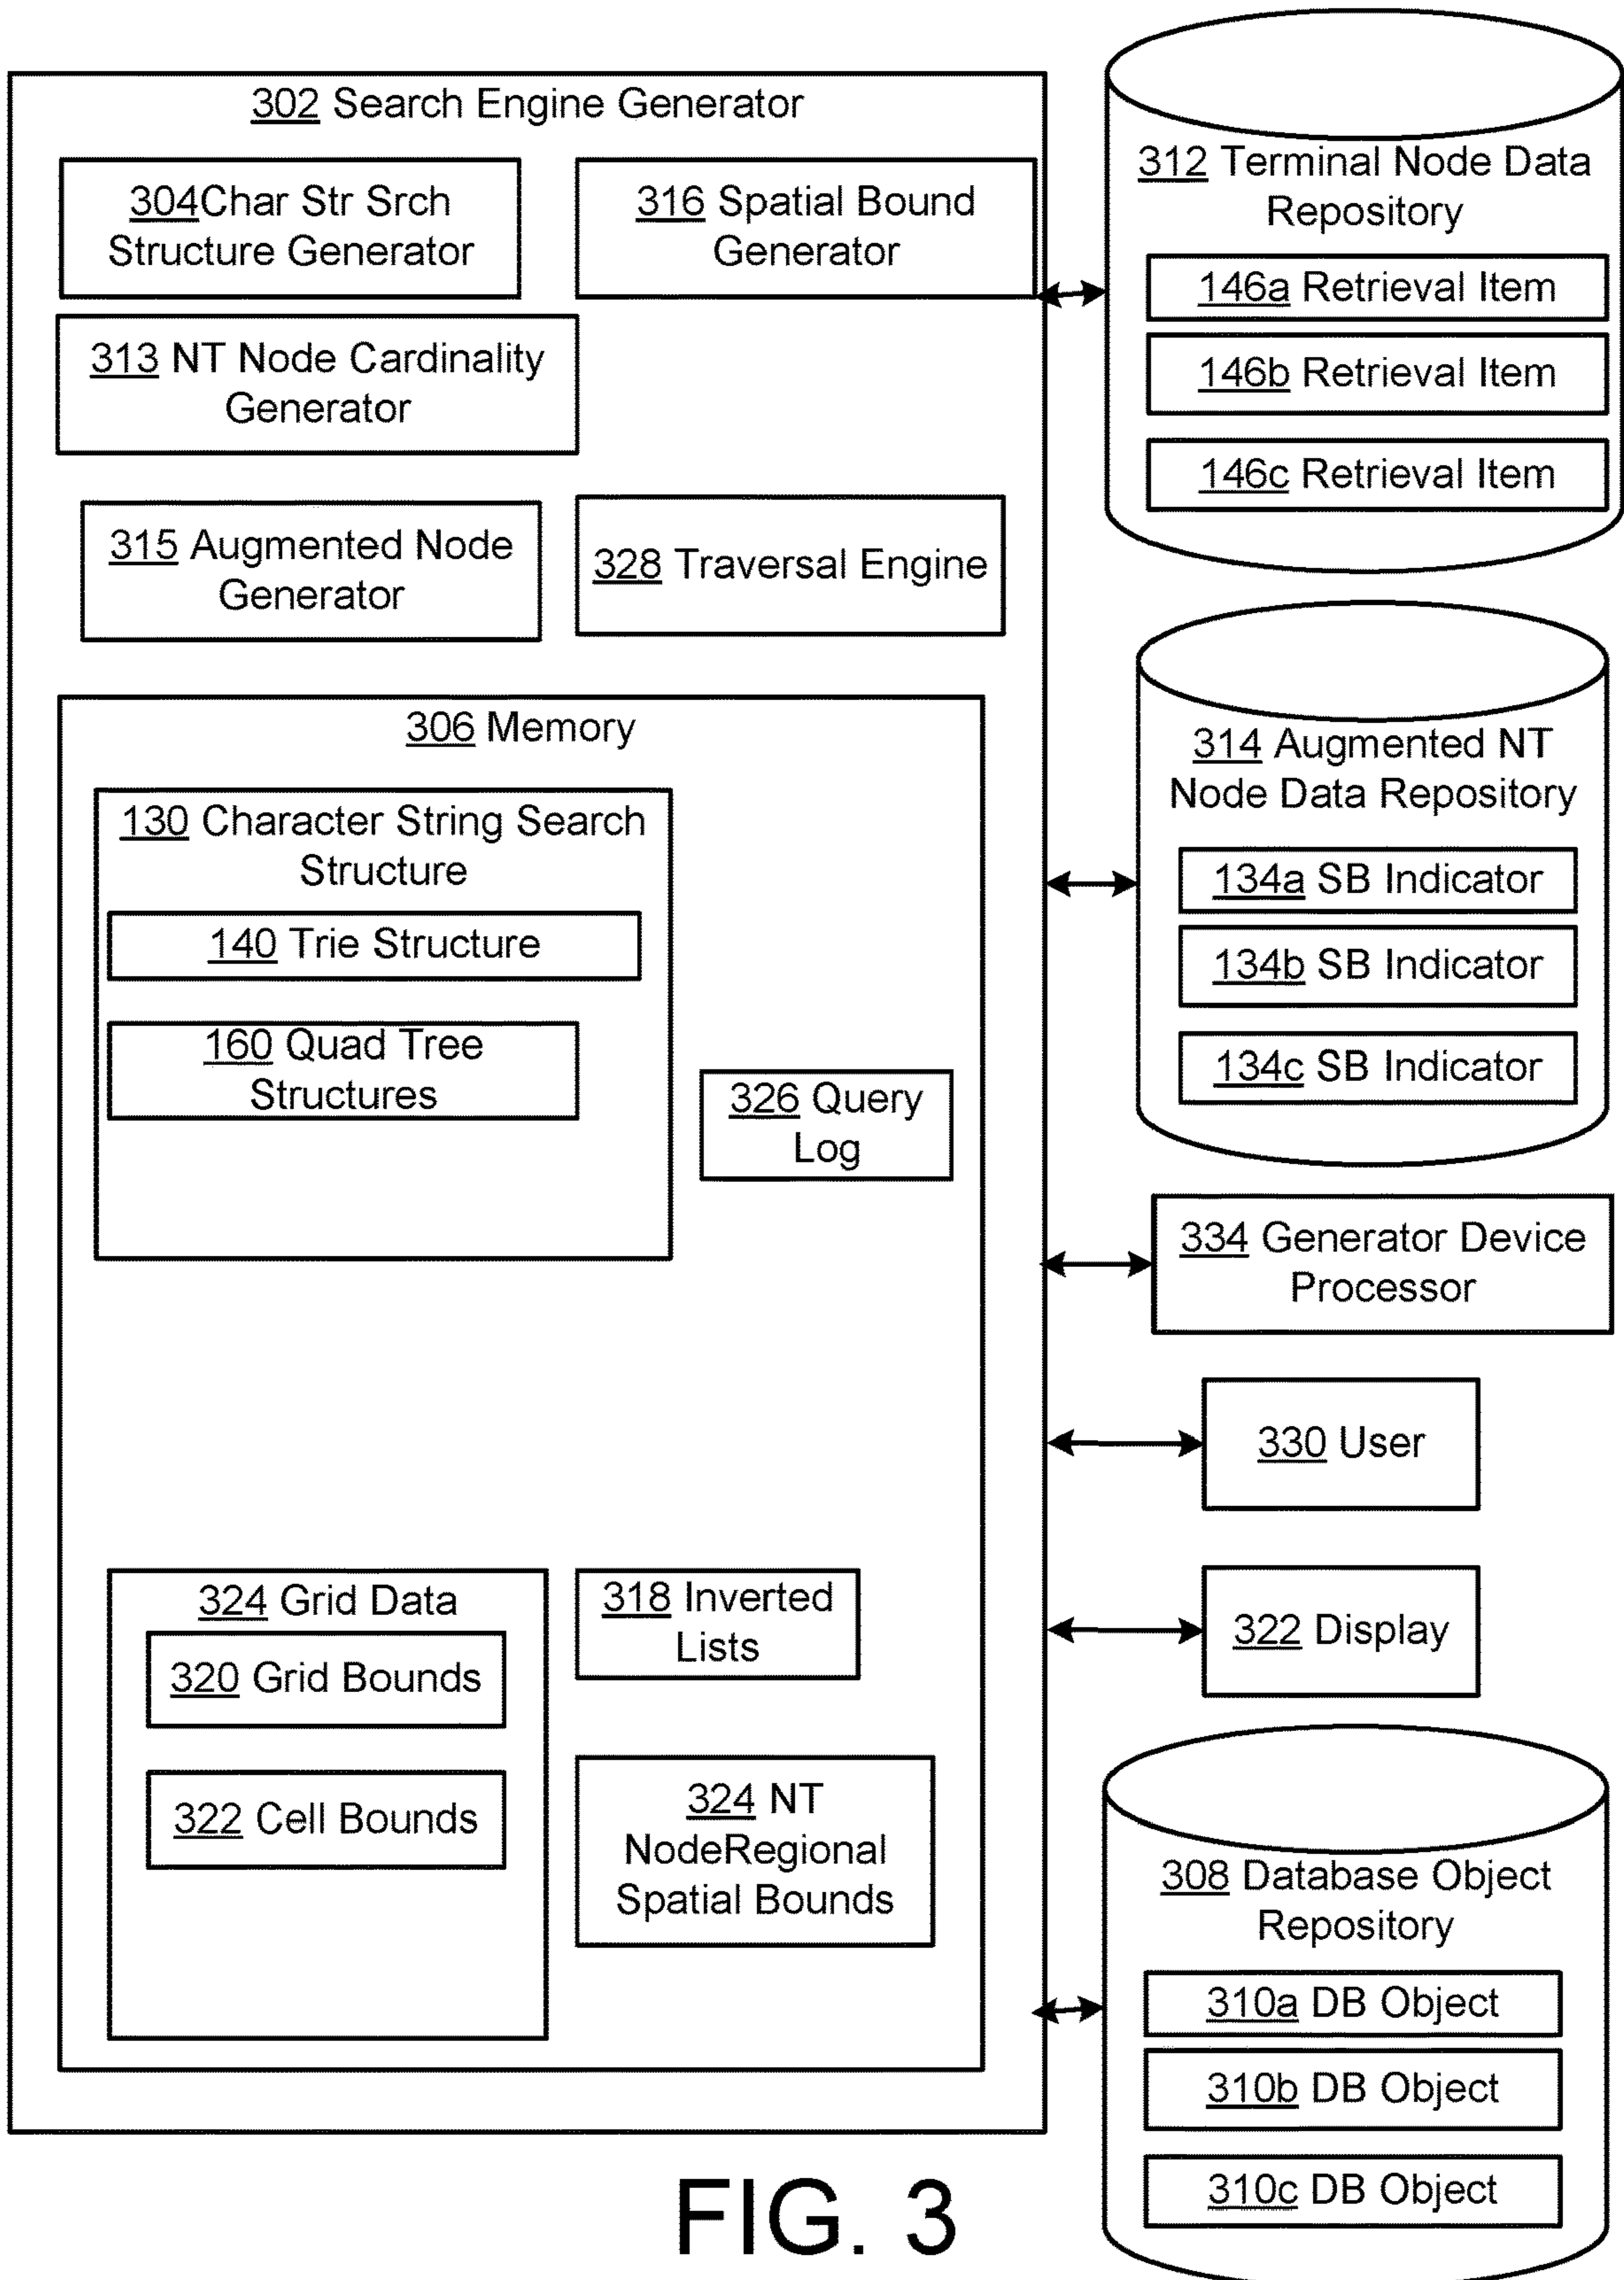 302 Search Engine Generator
304Char Str Srch
Structure Generator
316 Spatial Bound
Generator
313 NT Node Cardinality
Generator
315 Augmented Node
Generator
328 Traversal Engine
306 Memory
130 Character String Search
Structure
140 Trie Structure
160 Quad Tree
Structures
326 Query
Log
324 Grid Data
320 Grid Bounds
322 Cell Bounds
318 Inverted
Lists
324 NT
NodeRegional
Spatial Bounds
312 Terminal Node Data
Repository
146a Retrieval Item
146b Retrieval Item
146c Retrieval Item
314 Augmented NT
Node Data Repository
134a SB Indicator
134b SB Indicator
134c SB Indicator
334 Generator Device
Processor
330 User
322 Display
308 Database Object
Repository
310a DB Object
310b DB Object
310c DB Object
FIG. 3